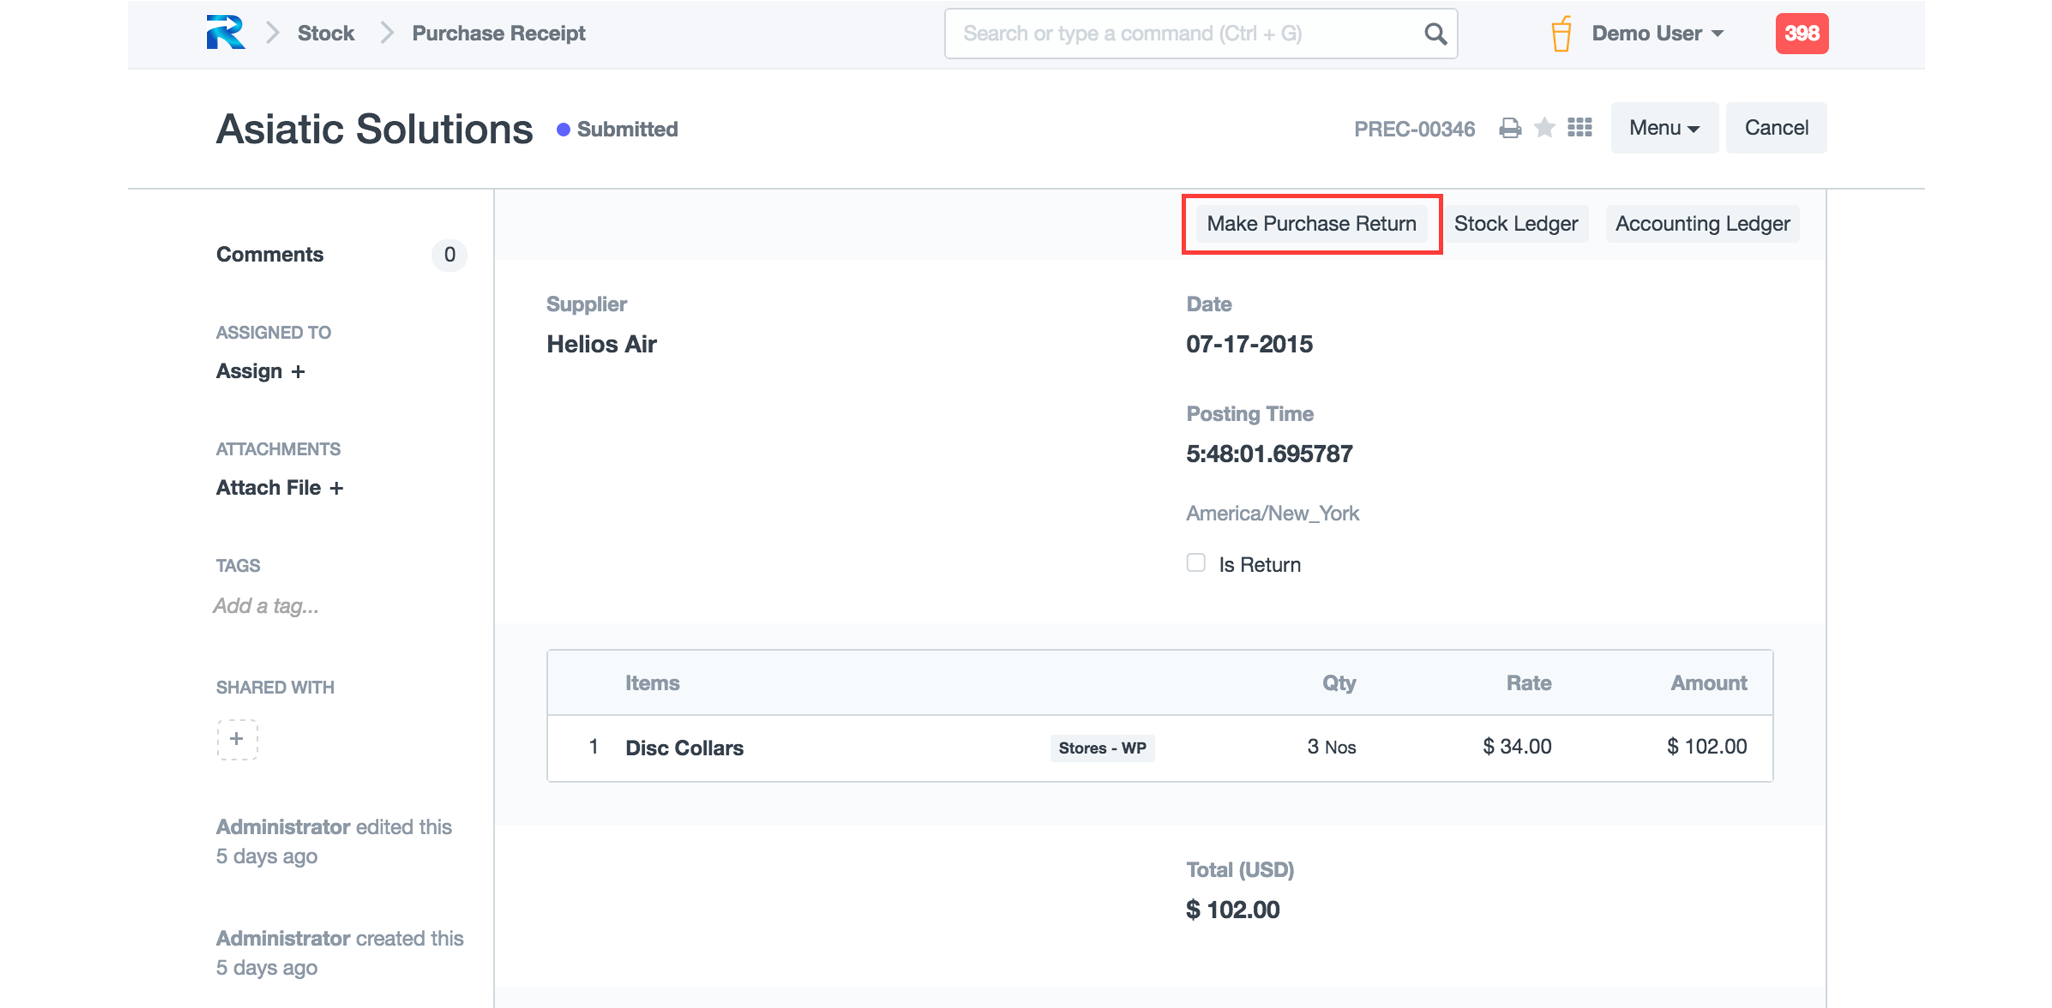 Stock
Purchase Receipt
Search or type a command (Ctrl + G)
Demo User
398
Asiatic Solutions
Submitted
PREC-00346
Menu
Cancel
Make Purchase Return
Stock Ledger
Accounting Ledger
Comments
0
ASSIGNED TO
Assign +
ATTACHMENTS
Attach File +
TAGS
Add a tag...
SHARED WITH
+
Administrator edited this
5 days ago
Administrator created this
5 days ago
Supplier
Helios Air
Date
07-17-2015
Posting Time
5:48:01.695787
America/New_York
Is Return
Items Qty Rate Amount
1 Disc Collars Stores - WP 3 Nos $ 34.00 $ 102.00
Total (USD)
$ 102.00